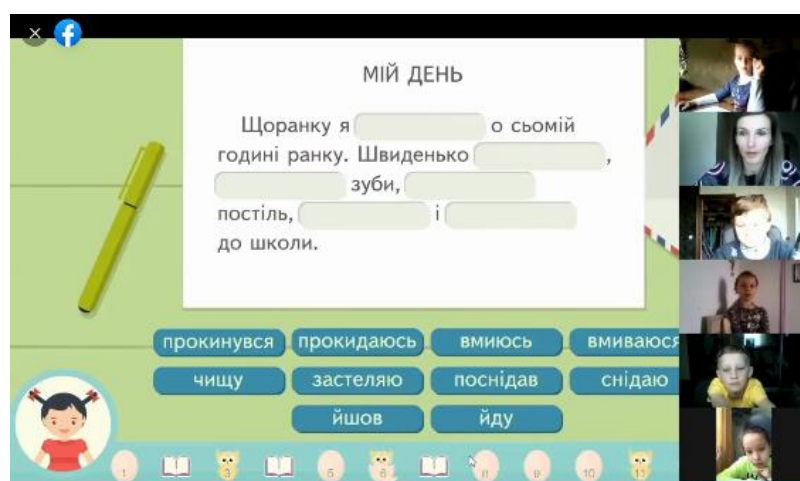 МІЙ ДЕНЬ
Щоранку я о сьомій
годині ранку. Швиденько ,
зуби,
постіль, і
до школи.
прокинувся прокидаюсь вмиюсь вмиваюся
чищу застеляю поснідав снідаю
йшов йду
1 3 5 6 8 9 10 11